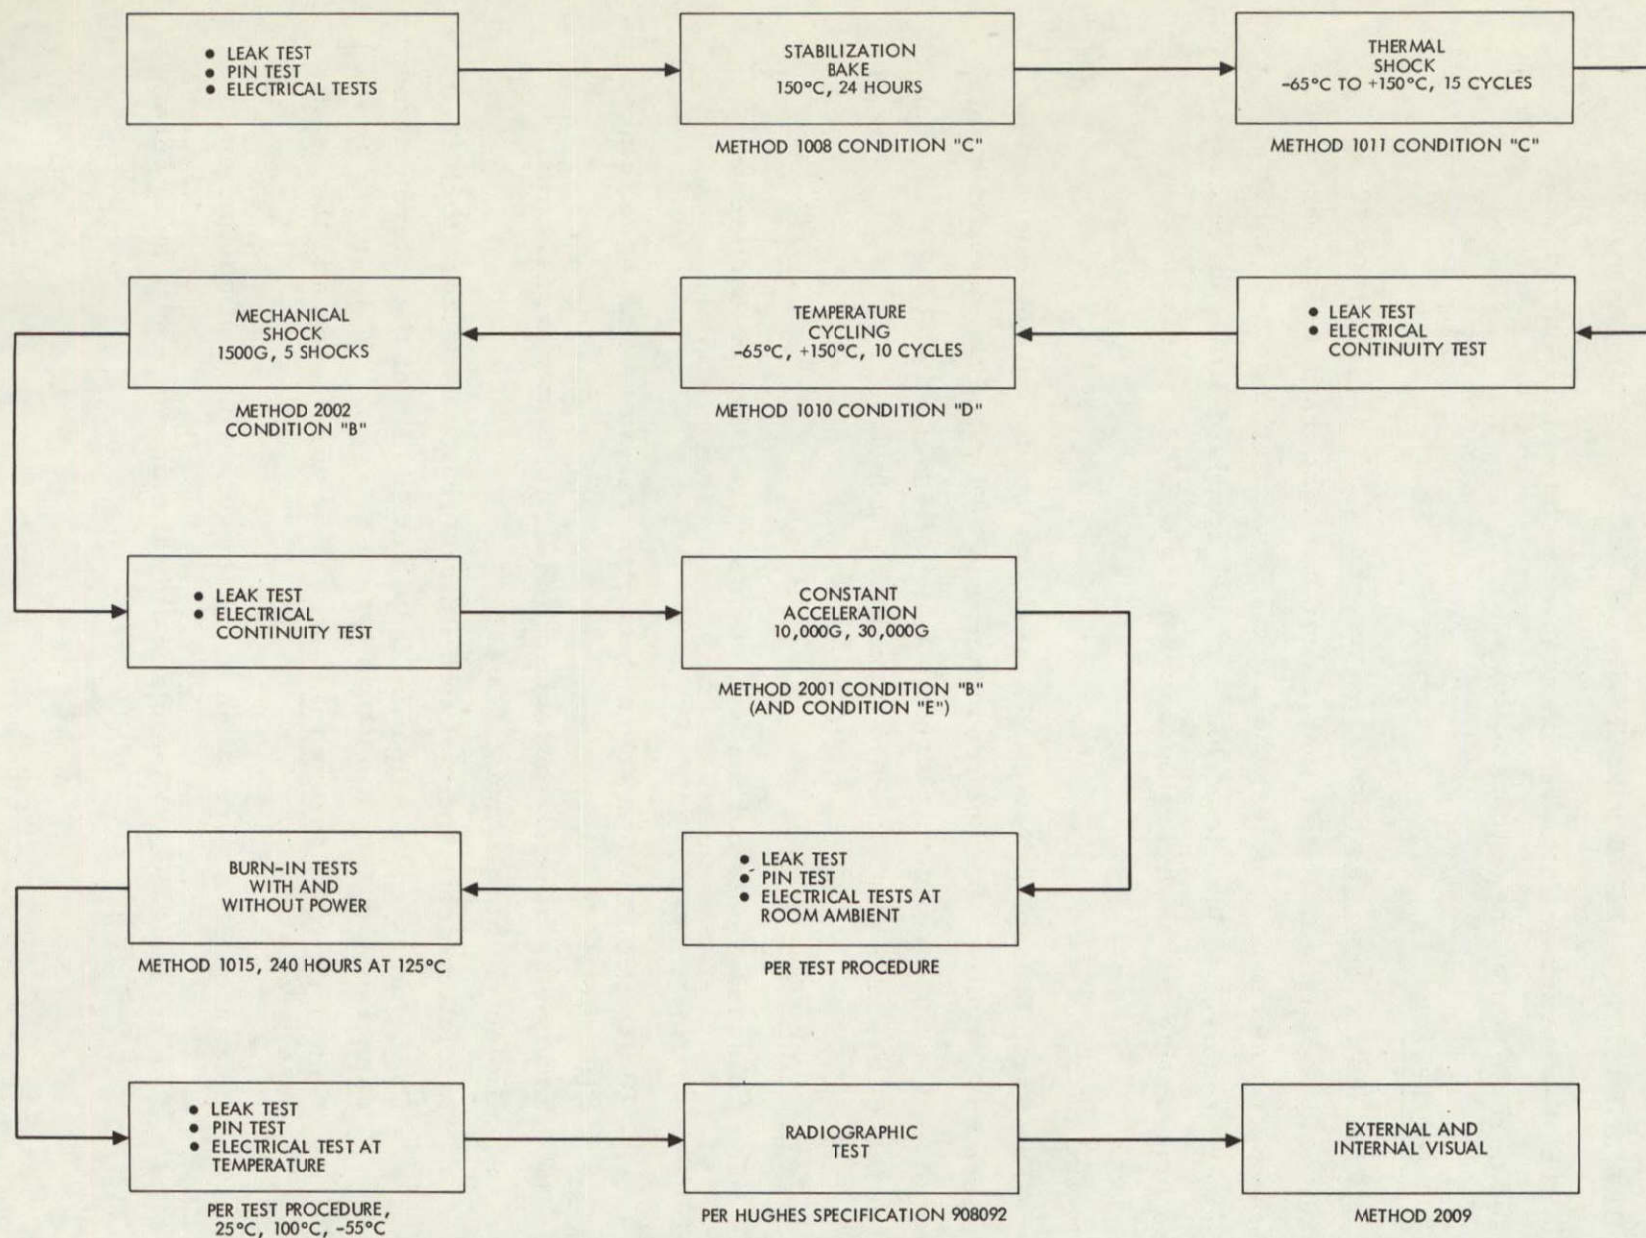 ● LEAK TEST
● PIN TEST
● ELECTRICAL TESTS
STABILIZATION
BAKE
150°C, 24 HOURS
METHOD 1008 CONDITION "C"
THERMAL
SHOCK
-65°C TO +150°C, 15 CYCLES
METHOD 1011 CONDITION "C"
● LEAK TEST
● ELECTRICAL
CONTINUITY TEST
TEMPERATURE
CYCLING
-65°C, +150°C, 10 CYCLES
METHOD 1010 CONDITION "D"
MECHANICAL
SHOCK
1500G, 5 SHOCKS
METHOD 2002
CONDITION "B"
● LEAK TEST
● ELECTRICAL
CONTINUITY TEST
CONSTANT
ACCELERATION
10,000G, 30,000G
METHOD 2001 CONDITION "B"
(AND CONDITION "E")
● LEAK TEST
● PIN TEST
● ELECTRICAL TESTS AT
ROOM AMBIENT
PER TEST PROCEDURE
BURN-IN TESTS
WITH AND
WITHOUT POWER
METHOD 1015, 240 HOURS AT 125°C
● LEAK TEST
● PIN TEST
● ELECTRICAL TEST AT
TEMPERATURE
PER TEST PROCEDURE,
25°C, 100°C, -55°C
RADIOGRAPHIC
TEST
PER HUGHES SPECIFICATION 908092
EXTERNAL AND
INTERNAL VISUAL
METHOD 2009